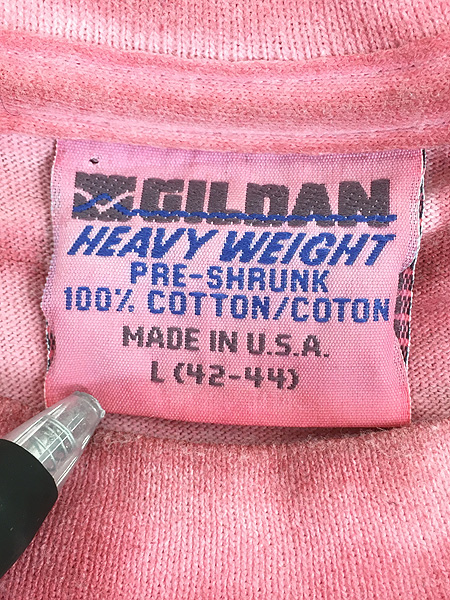 GILDAN
HEAVY WEIGHT
PRE-SHRUNK
100% COTTON/COTON
MADE IN U.S.A.
L (42-44)